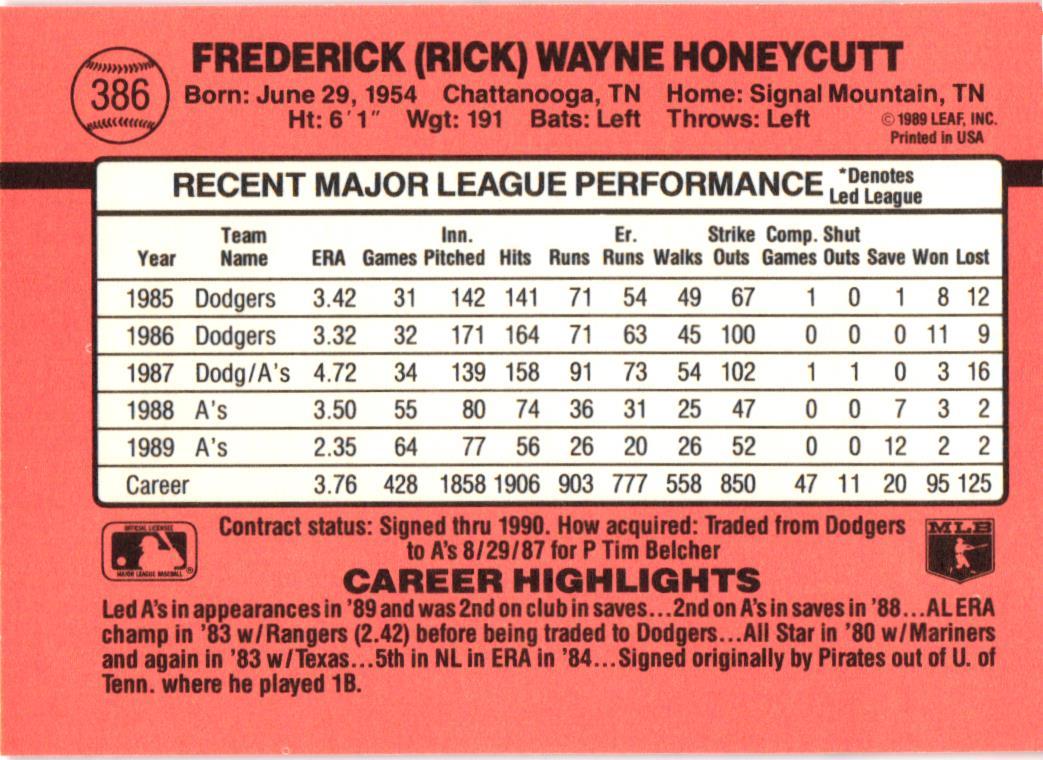 386
FREDERICK (RICK) WAYNE HONEYCUTT
Born: June 29, 1954 Chattanooga, TN Home: Signal Mountain, TN
Ht: 6'1" Wgt: 191 Bats: Left Throws: Left
© 1989 LEAF, INC.
Printed in USA
RECENT MAJOR LEAGUE PERFORMANCE *Denotes Led League
Year Team Name ERA Games Inn. Pitched Hits Runs Er. Runs Walks Strike Outs Comp. Games Shut Outs Save Won Lost
1985 Dodgers 3.42 31 142 141 71 54 49 67 1 0 1 8 12
1986 Dodgers 3.32 32 171 164 71 63 45 100 0 0 0 11 9
1987 Dodg/A's 4.72 34 139 158 91 73 54 102 1 1 0 3 16
1988 A's 3.50 55 80 74 36 31 25 47 0 0 7 3 2
1989 A's 2.35 64 77 56 26 20 26 52 0 0 12 2 2
Career 3.76 428 1858 1906 903 777 558 850 47 11 20 95 125
OFFICIAL LICENSEE
MAJOR LEAGUE BASEBALL ®
Contract status: Signed thru 1990. How acquired: Traded from Dodgers
to A's 8/29/87 for P Tim Belcher
MLB
CAREER HIGHLIGHTS
Led A's in appearances in '89 and was 2nd on club in saves...2nd on A's in saves in '88...AL ERA
champ in '83 w/Rangers (2.42) before being traded to Dodgers...All Star in '80 w/Mariners
and again in '83 w/Texas...5th in NL in ERA in '84...Signed originally by Pirates out of U. of
Tenn. where he played 1B.